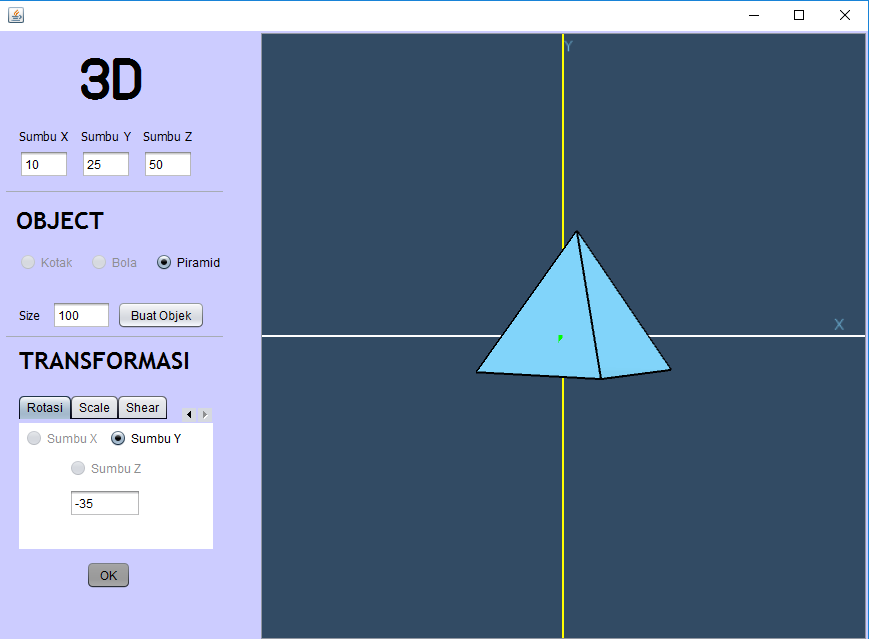 3D
Sumbu X Sumbu Y Sumbu Z
10 25 50
OBJECT
Kotak Bola Piramid
Size 100 Buat Objek
TRANSFORMASI
Rotasi Scale Shear
Sumbu X Sumbu Y
Sumbu Z
-35
OK
Y
X